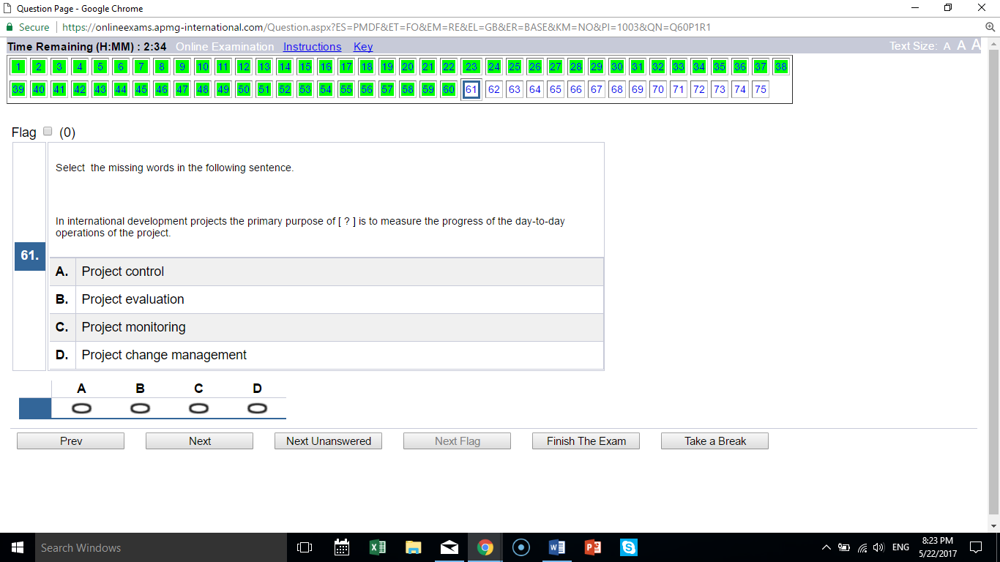 Question Page - Google Chrome
Secure https://onlineexams.apmg-international.com/Question.aspx?ES=PMDF&ET=FO&EM=RE&EL=GB&ER=BASE&KM=NO&PI=1003&QN=Q60P1R1
Time Remaining (H:MM) : 2:34 Online Examination Instructions Key Text Size: A A A
1 2 3 4 5 6 7 8 9 10 11 12 13 14 15 16 17 18 19 20 21 22 23 24 25 26 27 28 29 30 31 32 33 34 35 36 37 38
39 40 41 42 43 44 45 46 47 48 49 50 51 52 53 54 55 56 57 58 59 60 61 62 63 64 65 66 67 68 69 70 71 72 73 74 75
Flag (0)
Select the missing words in the following sentence.
In international development projects the primary purpose of [ ? ] is to measure the progress of the day-to-day
operations of the project.
61.
A. Project control
B. Project evaluation
C. Project monitoring
D. Project change management
A B C D
Prev Next Next Unanswered Next Flag Finish The Exam Take a Break
Search Windows
ENG
8:23 PM
5/22/2017